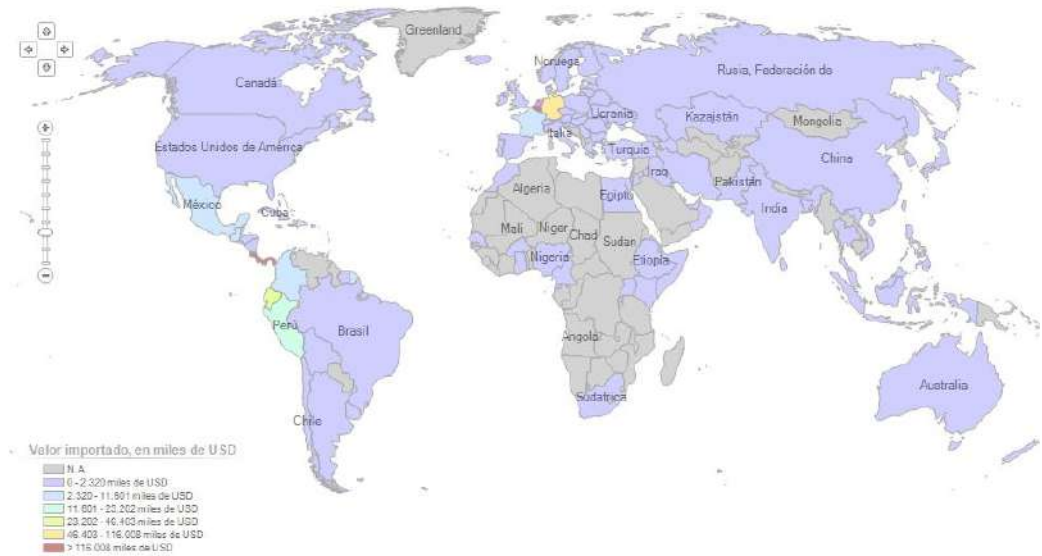 Greenland
Noruega
Rusia, Federación de
Canadá
Ucrania
Kazajstán
Mongolia
Italia
Estados Unidos de América
Turquía
China
Iraq
Pakistán
Argelia
Egipto
México
Cuba
India
Malí
Níger
Chad
Sudán
Nigeria
Etiopía
Perú
Brasil
Angola
Australia
Sudáfrica
Chile
Valor importado, en miles de USD
N.A.
0 - 2.320 miles de USD
2.320 - 11.601 miles de USD
11.601 - 23.202 miles de USD
23.202 - 46.403 miles de USD
46.403 - 116.008 miles de USD
> 116.008 miles de USD